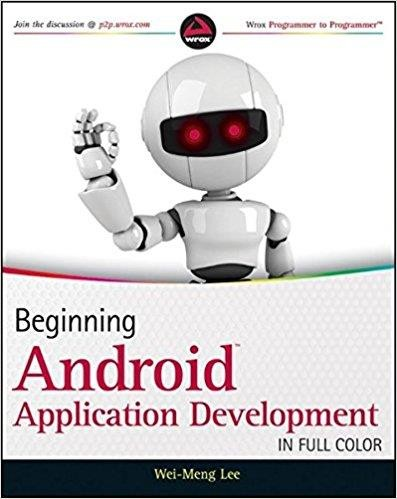 Join the discussion @ p2p.wrox.com
Wrox Programmer to Programmer™
wrox
Beginning
Android™
Application Development
IN FULL COLOR
Wei-Meng Lee